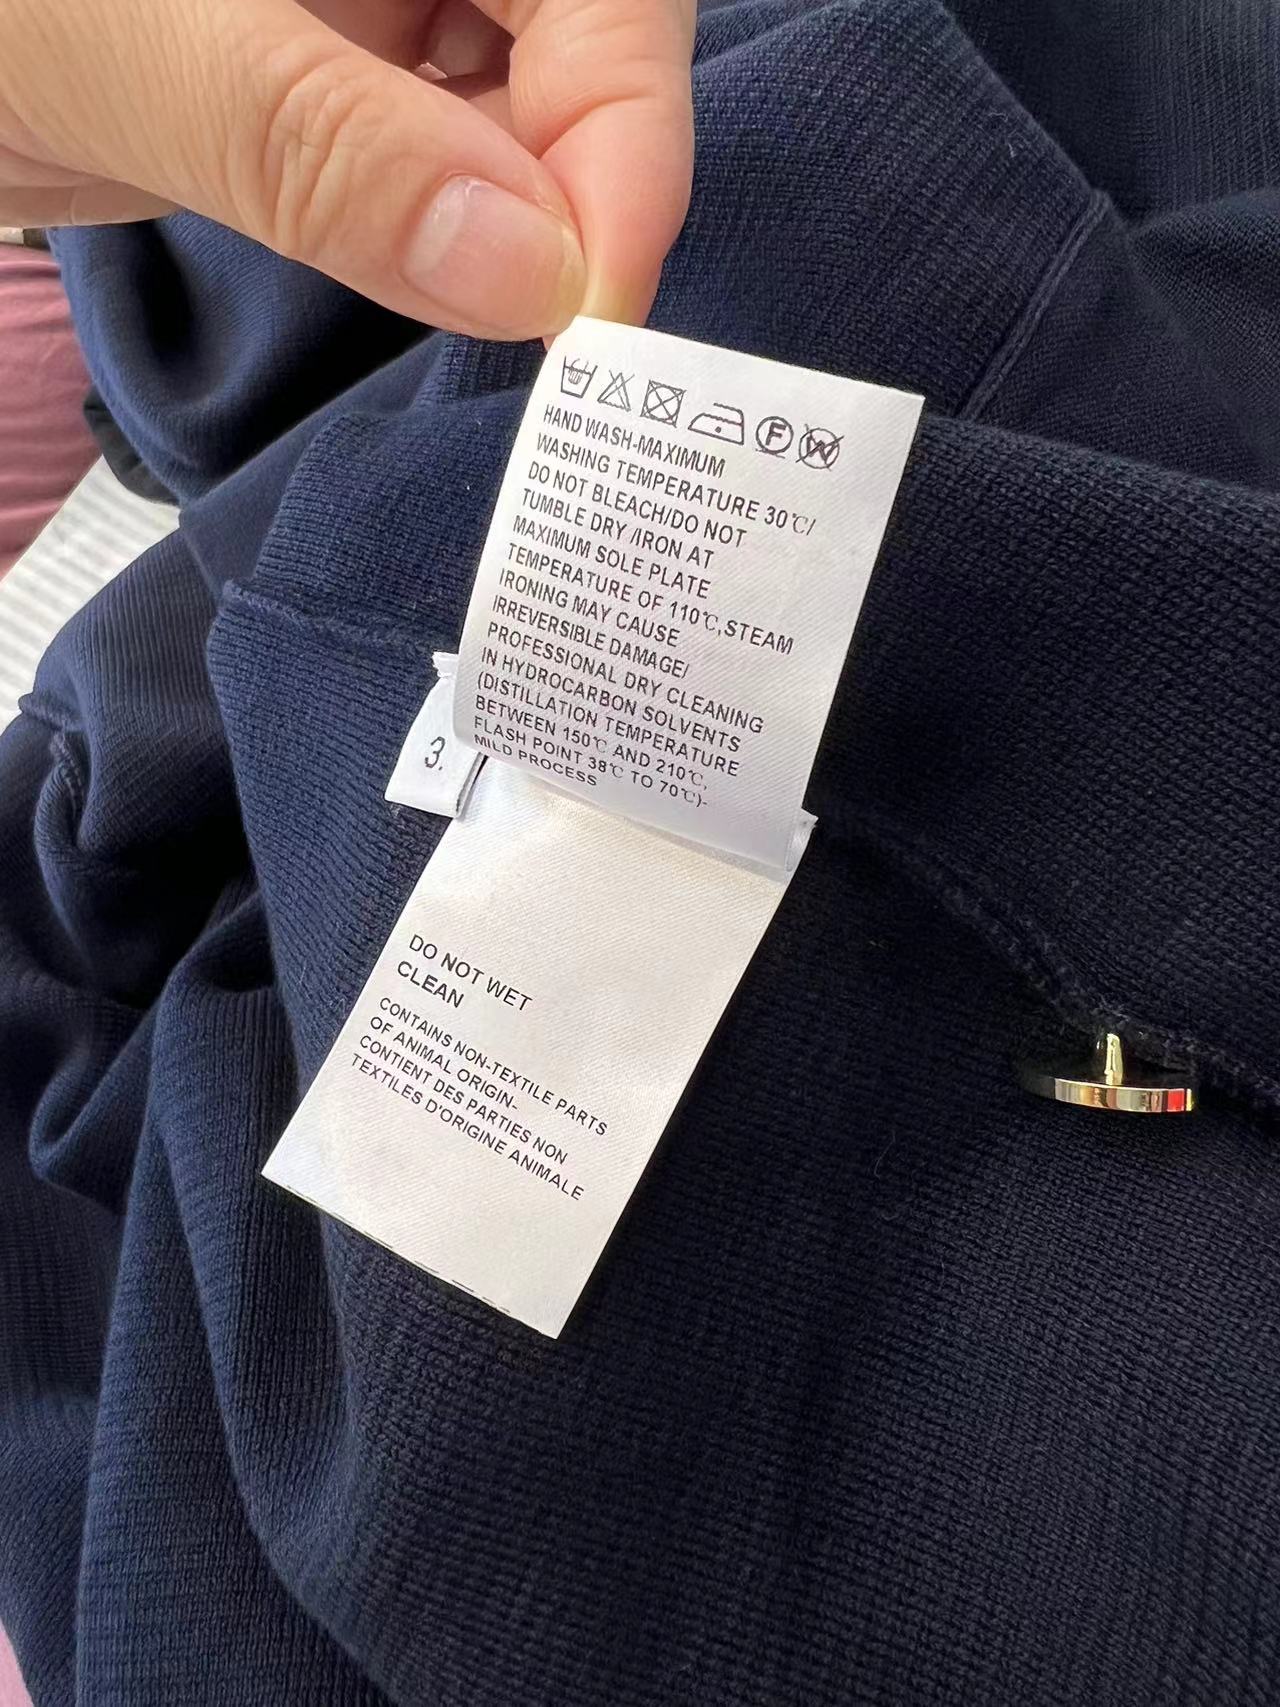 F
W
HAND WASH-MAXIMUM
WASHING TEMPERATURE 30℃/
DO NOT BLEACH/DO NOT
TUMBLE DRY /IRON AT
MAXIMUM SOLE PLATE
TEMPERATURE OF 110℃,STEAM
IRONING MAY CAUSE
IRREVERSIBLE DAMAGE/
PROFESSIONAL DRY CLEANING
IN HYDROCARBON SOLVENTS
(DISTILLATION TEMPERATURE
BETWEEN 150℃ AND 210℃,
FLASH POINT 38℃ TO 70℃)-
MILD PROCESS
3.
DO NOT WET
CLEAN
CONTAINS NON-TEXTILE PARTS
OF ANIMAL ORIGIN-
CONTIENT DES PARTIES NON
TEXTILES D'ORIGINE ANIMALE